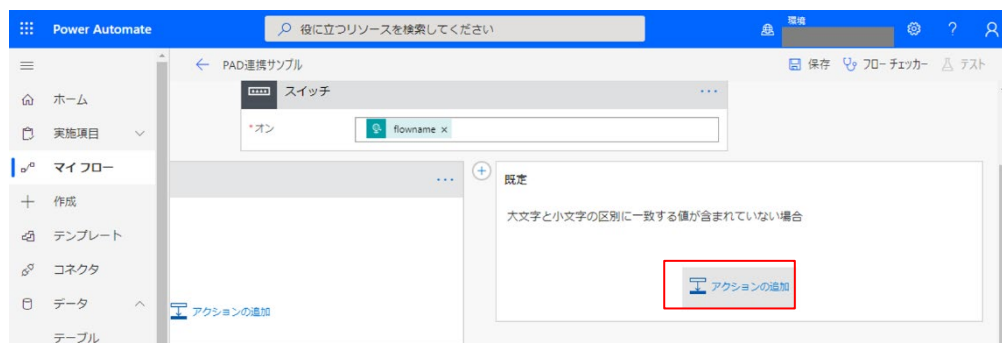 Power Automate
役に立つリソースを検索してください
環境
?
PAD連携サンプル
保存
フロー チェッカー
テスト
スイッチ
ホーム
*オン
flowname ×
実施項目
マイ フロー
作成
テンプレート
コネクタ
データ
テーブル
アクションの追加
既定
大文字と小文字の区別に一致する値が含まれていない場合
アクションの追加